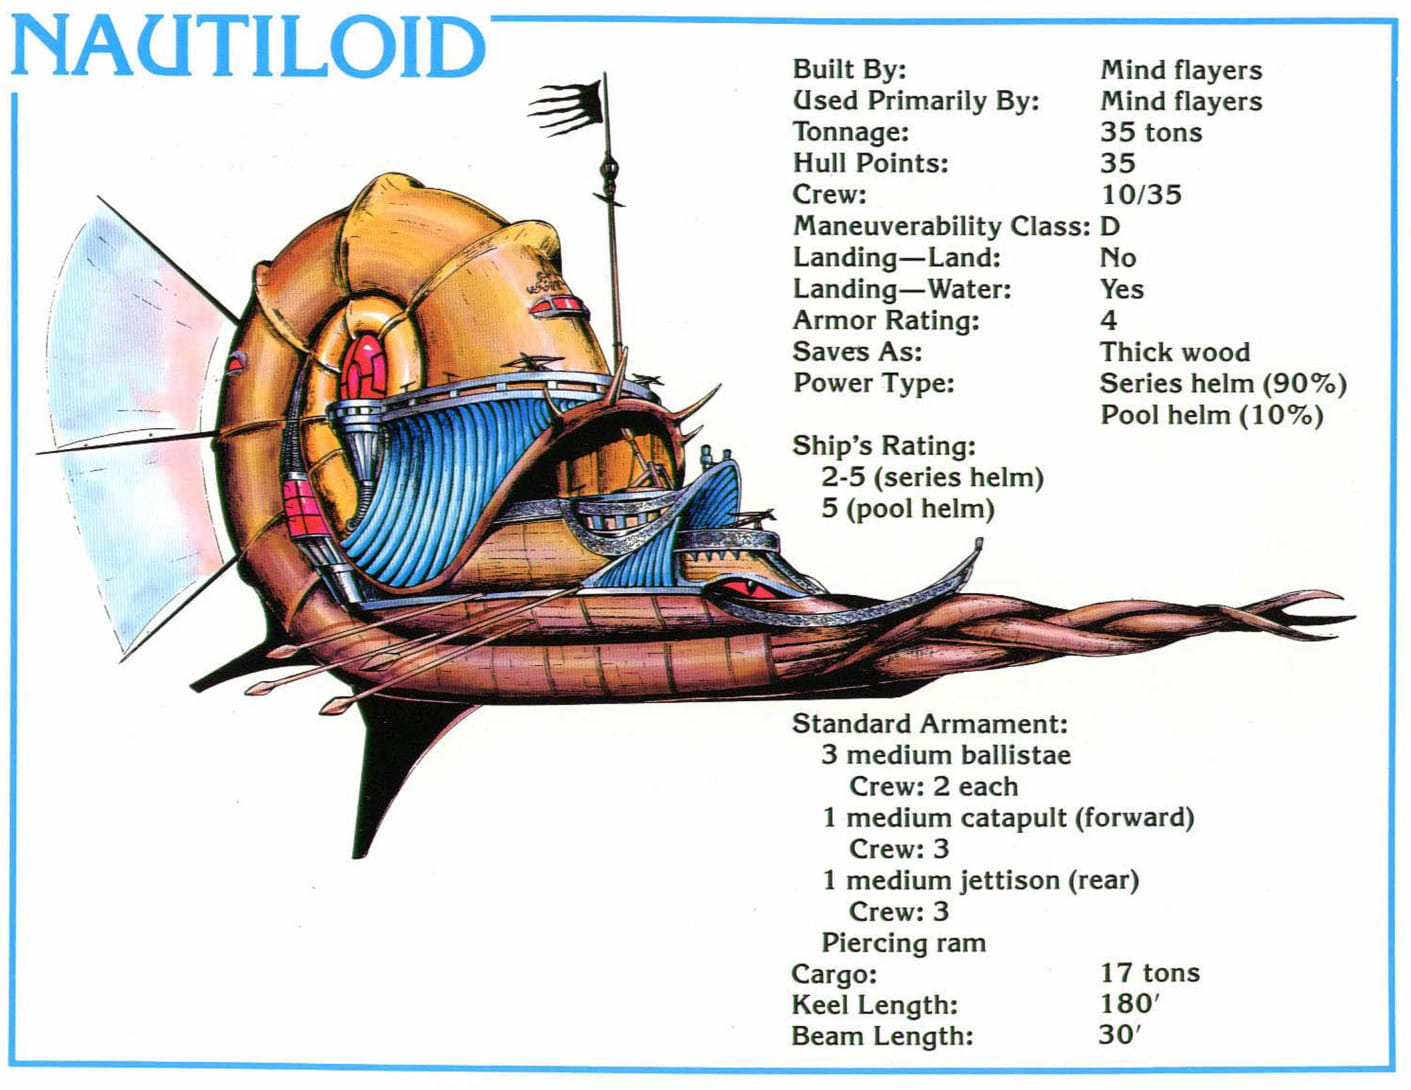 NAUTILOID
Built By: Mind flayers
Used Primarily By: Mind flayers
Tonnage: 35 tons
Hull Points: 35
Crew: 10/35
Maneuverability Class: D
Landing—Land: No
Landing—Water: Yes
Armor Rating: 4
Saves As: Thick wood
Power Type: Series helm (90%)
Pool helm (10%)
Ship's Rating:
2-5 (series helm)
5 (pool helm)
Standard Armament:
3 medium ballistae
Crew: 2 each
1 medium catapult (forward)
Crew: 3
1 medium jettison (rear)
Crew: 3
Piercing ram
Cargo: 17 tons
Keel Length: 180′
Beam Length: 30′